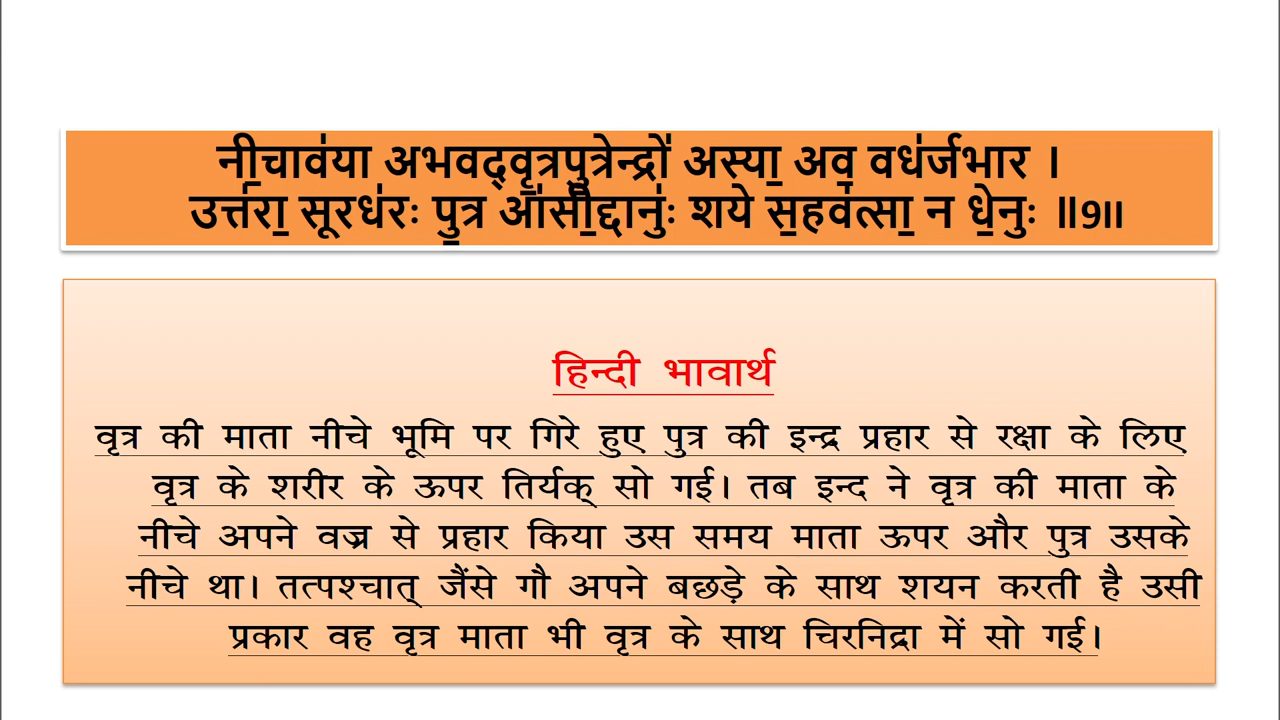 नी॒चाव॑या अभवद्वृ॒त्रपु॒त्रेन्द्रो॑ अस्या॒ अव॒ वध॑र्जभार ।
उत्त॑रा॒ सूरध॑रः पु॒त्र आ॑सी॒द्दानुः॑ शये स॒हव॑त्सा॒ न धे॒नुः ॥9॥
हिन्दी भावार्थ
वृत्र की माता नीचे भूमि पर गिरे हुए पुत्र की इन्द्र प्रहार से रक्षा के लिए
वृत्र के शरीर के ऊपर तिर्यक् सो गई। तब इन्द ने वृत्र की माता के
नीचे अपने वज्र से प्रहार किया उस समय माता ऊपर और पुत्र उसके
नीचे था। तत्पश्चात् जैंसे गौ अपने बछड़े के साथ शयन करती है उसी
प्रकार वह वृत्र माता भी वृत्र के साथ चिरनिद्रा में सो गई।